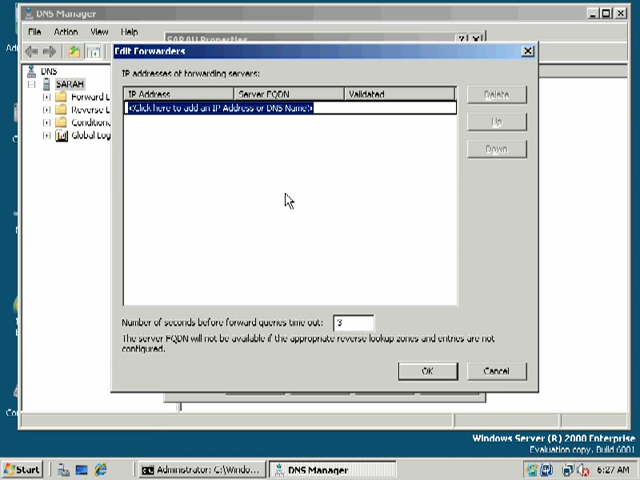 DNS Manager
File Action View Help
SARAH Properties
Edit Forwarders
IP addresses of forwarding servers:
IP Address Server FQDN Validated
<Click here to add an IP Address or DNS Name>
Delete
Up
Down
DNS
SARAH
Forward L
Reverse L
Conditiona
Global Log
Number of seconds before forward queries time out: 3
The server FQDN will not be available if the appropriate reverse lookup zones and entries are not
configured.
OK Cancel
Windows Server (R) 2008 Enterprise
Evaluation copy. Build 6001
Start Administrator: C:\Windo... DNS Manager 6:27 AM